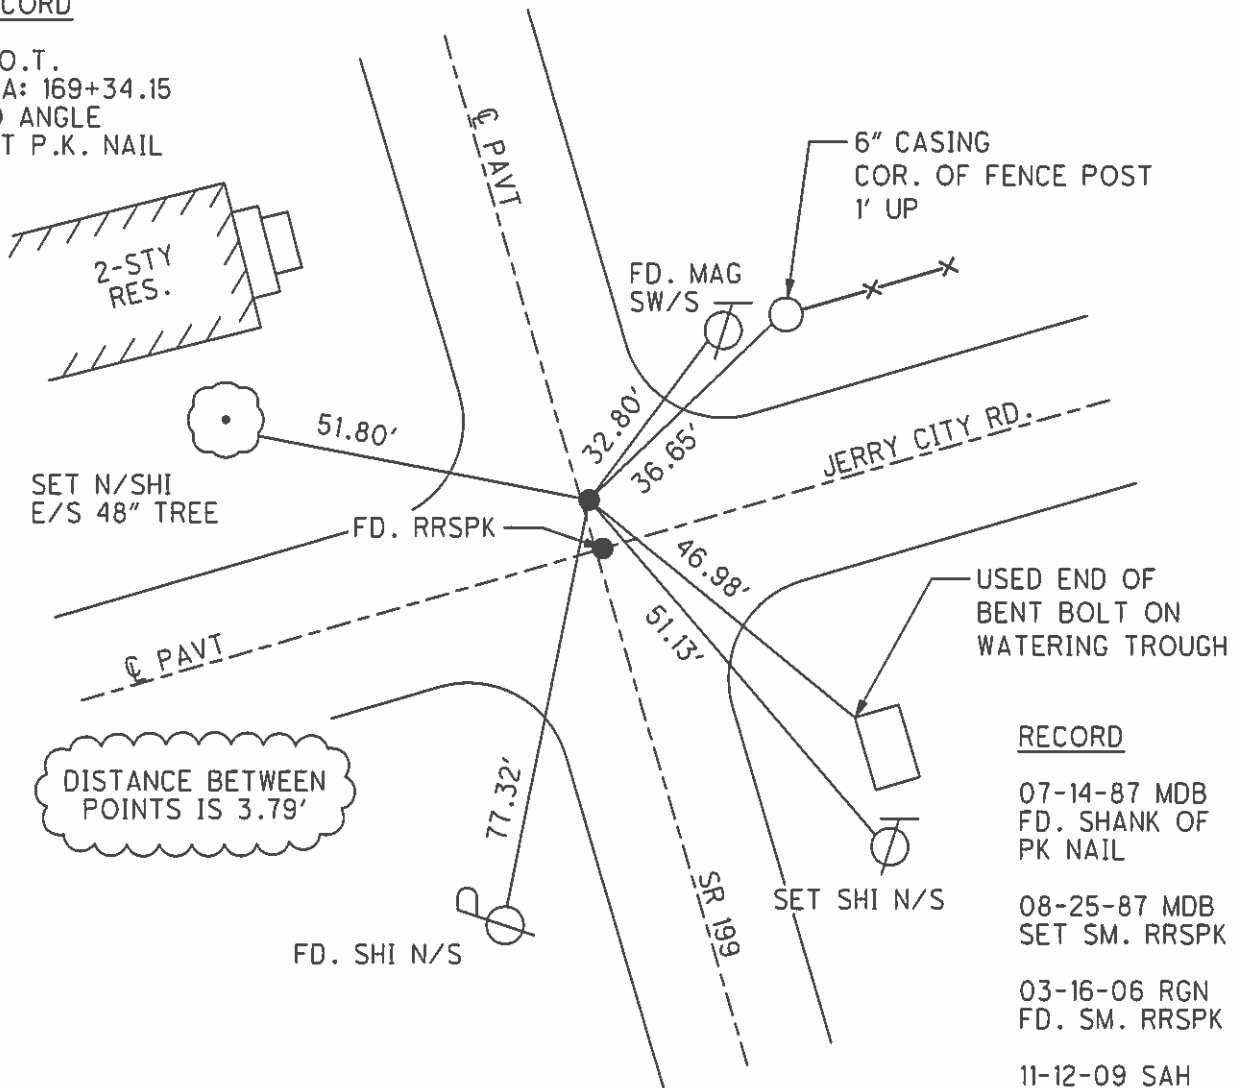 CORD
O.T.
A: 169+34.15
ANGLE
T P.K. NAIL
℄ PAVT
6" CASING
COR. OF FENCE POST
1' UP
2-STY
RES.
FD. MAG
SW/S
51.80'
32.80'
36.65'
JERRY CITY RD.
SET N/SHI
E/S 48" TREE
FD. RRSPK
46.98'
51.13'
USED END OF
BENT BOLT ON
WATERING TROUGH
℄ PAVT
DISTANCE BETWEEN
POINTS IS 3.79'
77.32'
SR 199
SET SHI N/S
FD. SHI N/S
RECORD
07-14-87 MDB
FD. SHANK OF
PK NAIL
08-25-87 MDB
SET SM. RRSPK
03-16-06 RGN
FD. SM. RRSPK
11-12-09 SAH